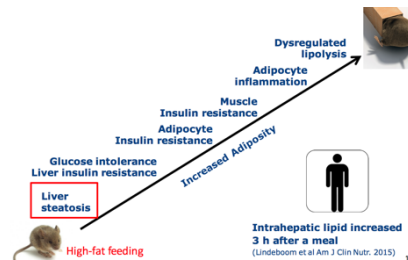 Dysregulated
lipolysis
Adipocyte
inflammation
Muscle
Insulin resistance
Adipocyte
Insulin resistance
Increased Adiposity
Glucose intolerance
Liver insulin resistance
Liver
steatosis
High-fat feeding
Intrahepatic lipid increased
3 h after a meal
(Lindeboom et al Am J Clin Nutr. 2015)